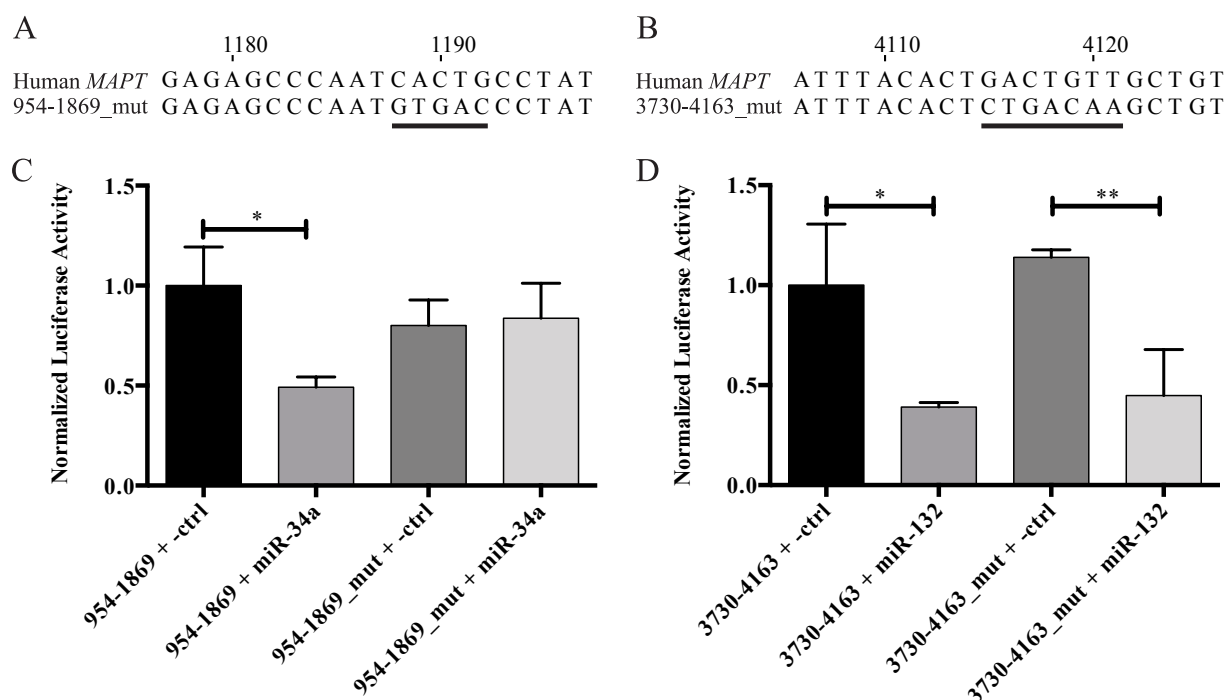 A
1180 1190
Human MAPT GAGAGCCCAATCACTGCCTAT
954-1869_mut GAGAGCCCAATGTGACCCTAT
B
4110 4120
Human MAPT ATTTACACTGACTGTTGCTGT
3730-4163_mut ATTTACACTCTGACAAGCTGT
C
Normalized Luciferase Activity
1.5
1.0
0.5
0.0
*
954-1869 + -ctrl
954-1869 + miR-34a
954-1869_mut + -ctrl
954-1869_mut + miR-34a
D
Normalized Luciferase Activity
1.5
1.0
0.5
0.0
*
**
3730-4163 + -ctrl
3730-4163 + miR-132
3730-4163_mut + -ctrl
3730-4163_mut + miR-132